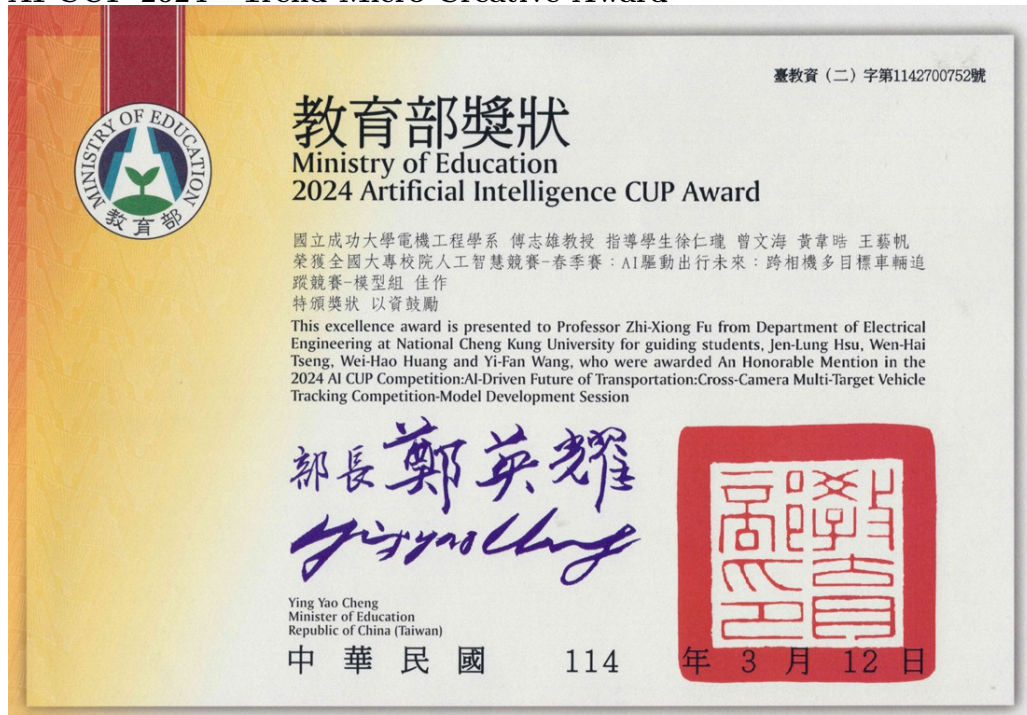 AI CUP 2024 - Trend Micro Creative Award
臺教資（二）字第1142700752號
MINISTRY OF EDUCATION
教育部
教育部獎狀
Ministry of Education
2024 Artificial Intelligence CUP Award
國立成功大學電機工程學系 傅志雄教授 指導學生徐仁瓏 曾文海 黃韋晧 王藝帆
榮獲全國大專校院人工智慧競賽-春季賽：AI驅動出行未來：跨相機多目標車輛追
蹤競賽-模型組 佳作
特頒獎狀 以資鼓勵
This excellence award is presented to Professor Zhi-Xiong Fu from Department of Electrical
Engineering at National Cheng Kung University for guiding students, Jen-Lung Hsu, Wen-Hai
Tseng, Wei-Hao Huang and Yi-Fan Wang, who were awarded An Honorable Mention in the
2024 AI CUP Competition:AI-Driven Future of Transportation:Cross-Camera Multi-Target Vehicle
Tracking Competition-Model Development Session
部長鄭英耀
Yingyao Cheng
Ying Yao Cheng
Minister of Education
Republic of China (Taiwan)
教育部印
中華民國 114 年 3 月 12 日